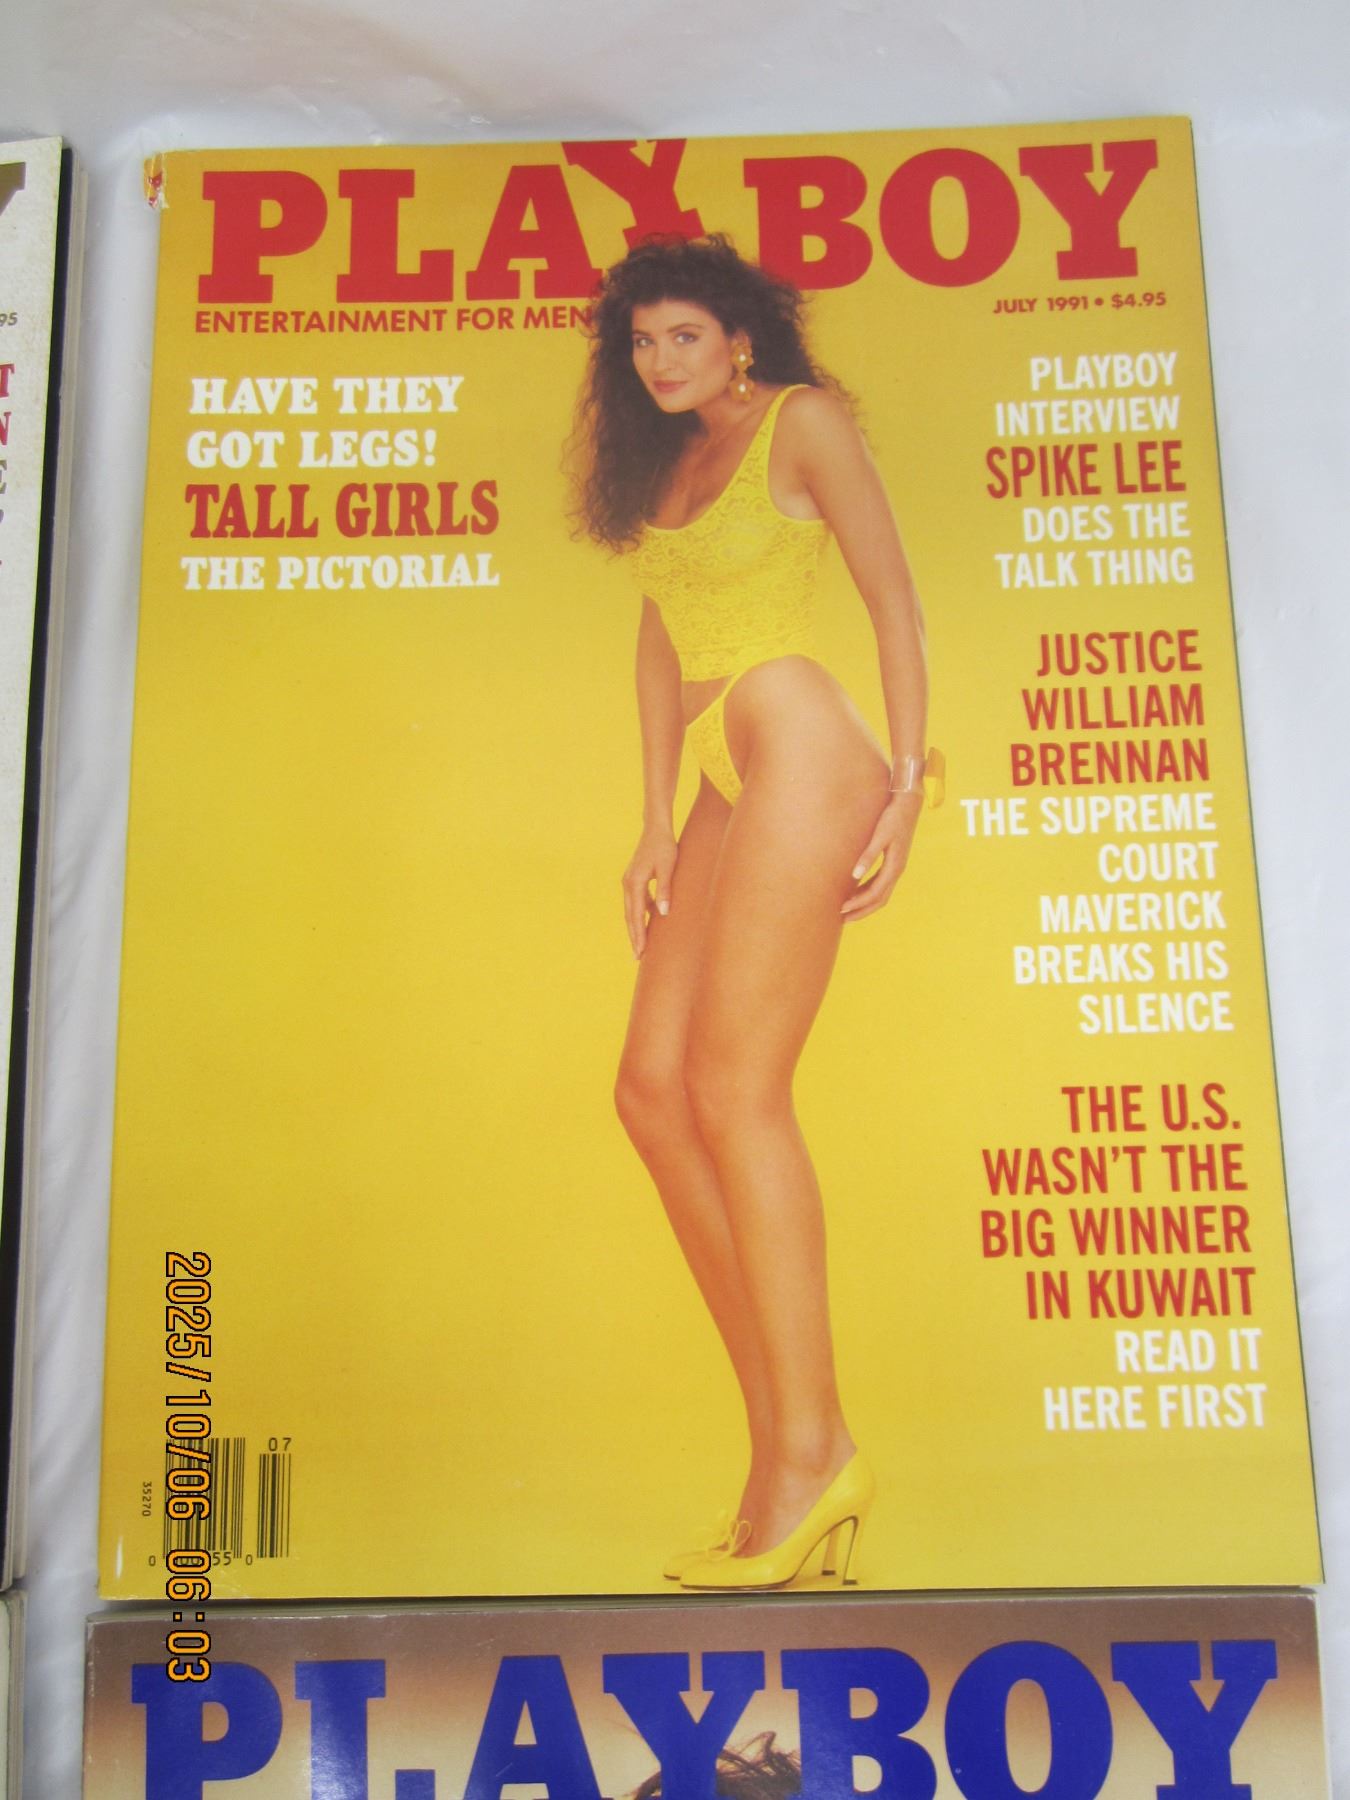 PLAYBOY
ENTERTAINMENT FOR MEN
JULY 1991 • $4.95
HAVE THEY
GOT LEGS!
TALL GIRLS
THE PICTORIAL
PLAYBOY
INTERVIEW
SPIKE LEE
DOES THE
TALK THING
JUSTICE
WILLIAM
BRENNAN
THE SUPREME
COURT
MAVERICK
BREAKS HIS
SILENCE
THE U.S.
WASN'T THE
BIG WINNER
IN KUWAIT
READ IT
HERE FIRST
07
35270
2025/10/06 06:03
PLAYBOY